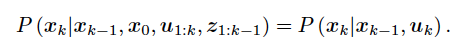 P (x_k|x_{k−1}, x_0, u_{1:k}, z_{1:k−1}) = P (x_k|x_{k−1}, u_k) .